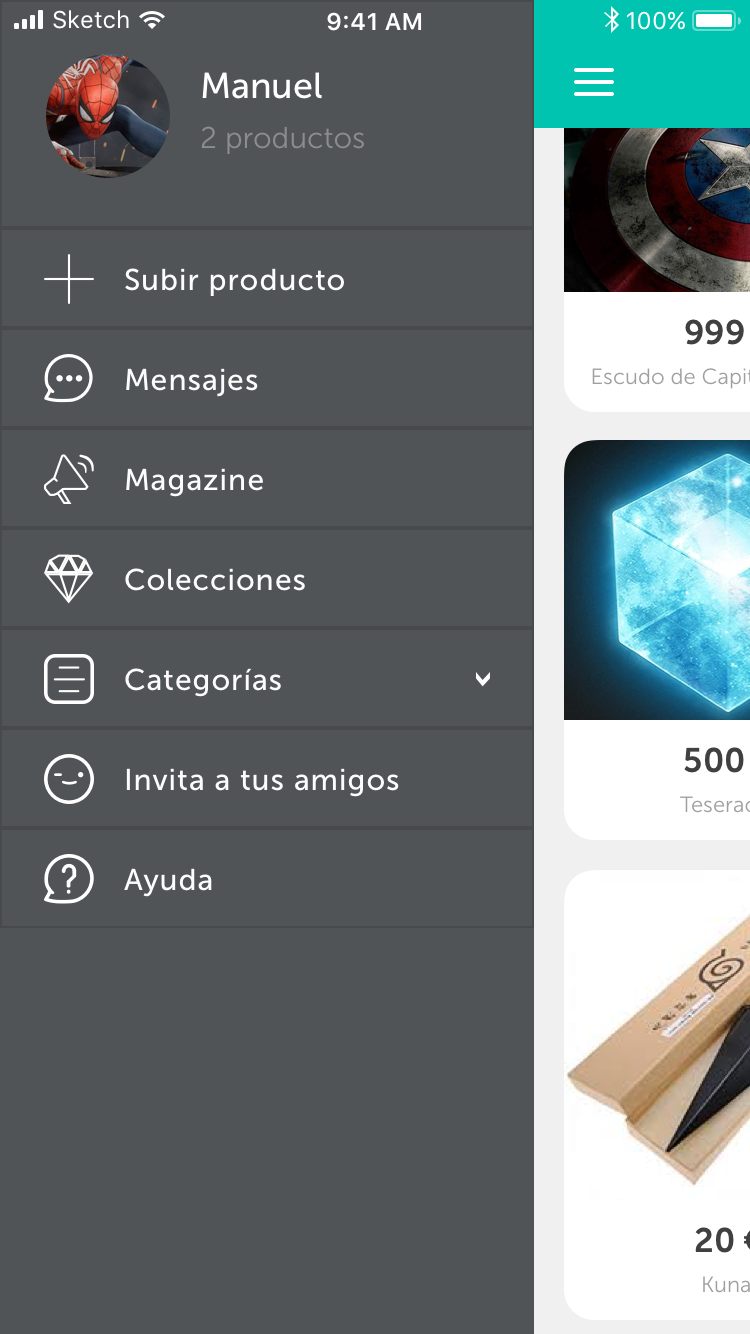 Sketch 9:41 AM 100%
Manuel
2 productos
Subir producto
Mensajes
Magazine
Colecciones
Categorías
Invita a tus amigos
Ayuda
999
Escudo de Capit
500
Teserac
20 €
Kuna